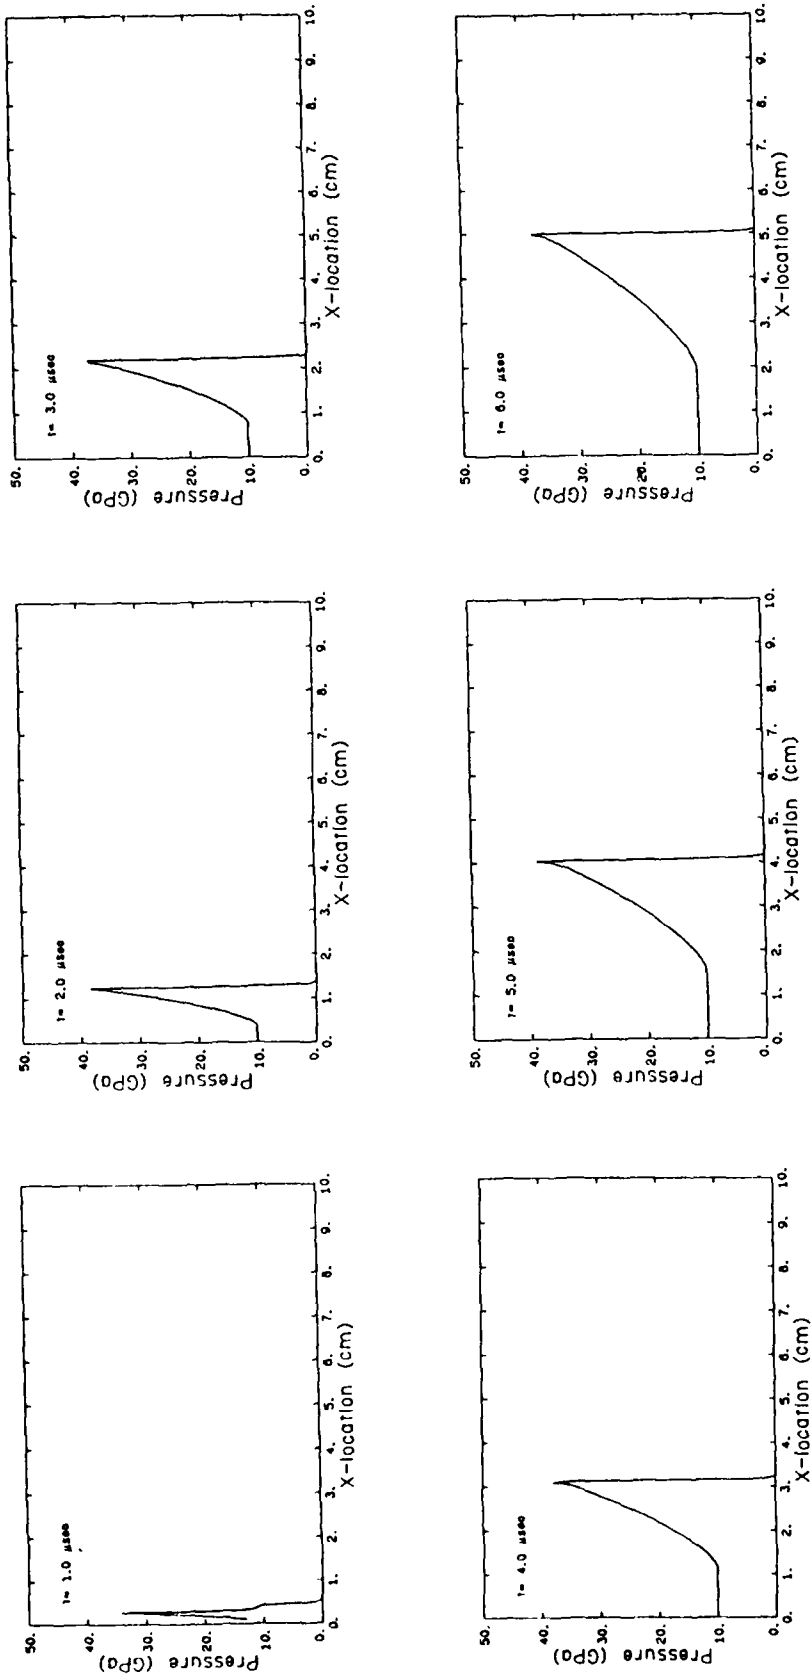 50.
40.
30.
20.
10.
0.
Pressure (GPa)
t= 1.0 μsec
0. 1. 2. 3. 4. 5. 6. 7. 8. 9. 10.
X-location (cm)
50.
40.
30.
20.
10.
0.
Pressure (GPa)
t= 2.0 μsec
0. 1. 2. 3. 4. 5. 6. 7. 8. 9. 10.
X-location (cm)
50.
40.
30.
20.
10.
0.
Pressure (GPa)
t= 3.0 μsec
0. 1. 2. 3. 4. 5. 6. 7. 8. 9. 10.
X-location (cm)
50.
40.
30.
20.
10.
0.
Pressure (GPa)
t= 4.0 μsec
0. 1. 2. 3. 4. 5. 6. 7. 8. 9. 10.
X-location (cm)
50.
40.
30.
20.
10.
0.
Pressure (GPa)
t= 5.0 μsec
0. 1. 2. 3. 4. 5. 6. 7. 8. 9. 10.
X-location (cm)
50.
40.
30.
20.
10.
0.
Pressure (GPa)
t= 6.0 μsec
0. 1. 2. 3. 4. 5. 6. 7. 8. 9. 10.
X-location (cm)